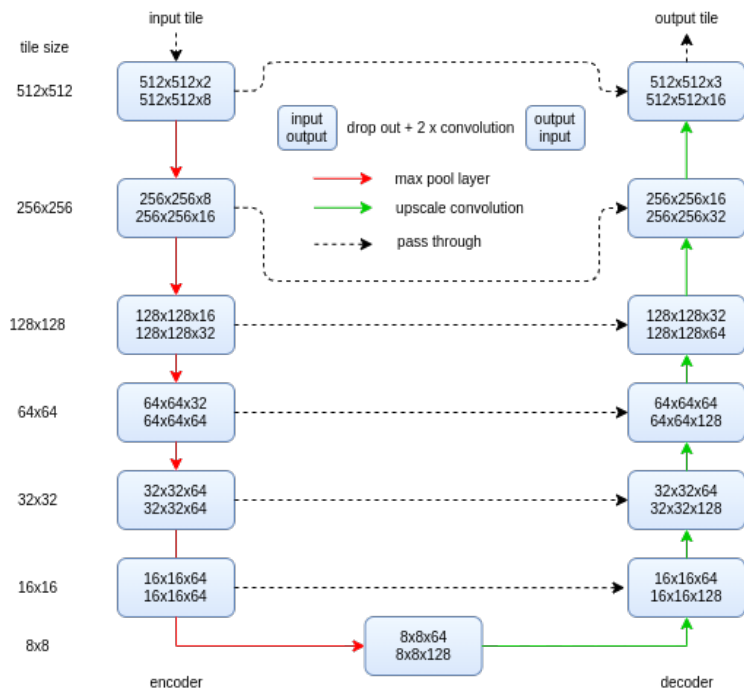 input tile
output tile
tile size
512x512
512x512x2
512x512x8
512x512x3
512x512x16
input
output
drop out + 2 x convolution
output
input
max pool layer
256x256
256x256x8
256x256x16
upscale convolution
256x256x16
256x256x32
pass through
128x128
128x128x16
128x128x32
128x128x32
128x128x64
64x64
64x64x32
64x64x64
64x64x64
64x64x128
32x32
32x32x64
32x32x64
32x32x64
32x32x128
16x16
16x16x64
16x16x64
16x16x64
16x16x128
8x8
8x8x64
8x8x128
encoder
decoder